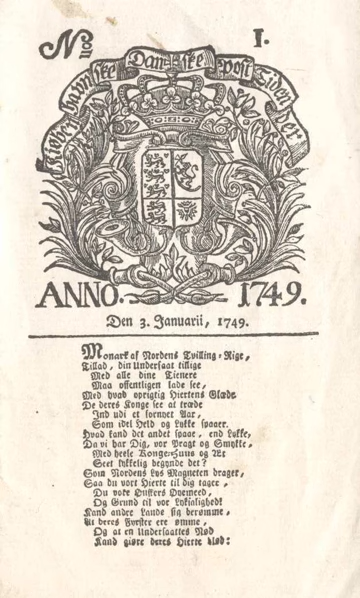 No. I.
Kiøbenhavnske Danske Post-Tidender
ANNO. 1749.
Den 3. Januarii, 1749.
Monark af Nordens Tvilling-Rige,
Tillad, din Undersaat tillige
Med alle dine Tienere
Maa offentligen lade see,
Med hvad oprigtig Hiertens Glæde
De deres Konge see at træde
Ind udi et fornyet Aar,
Som idel Held og Lykke spaaer.
Hvad kand det andet spaae, end Lykke,
Da vi har Dig, vor Pragt og Smykke,
Med heele Konge-Huus og Æt
Seet lykkelig begynde det?
Som Nordens Lys Magneten drager,
Saa du vort Hierte til dig tager,
Du vore Ønskers Øyemeed,
Og Grund til vor Lyksalighed!
Kand andre Lande sig berømme,
At deres Fyrster ere ømme,
Og at en Undersaattes Nød
Kand giøre deres Hierte blød: